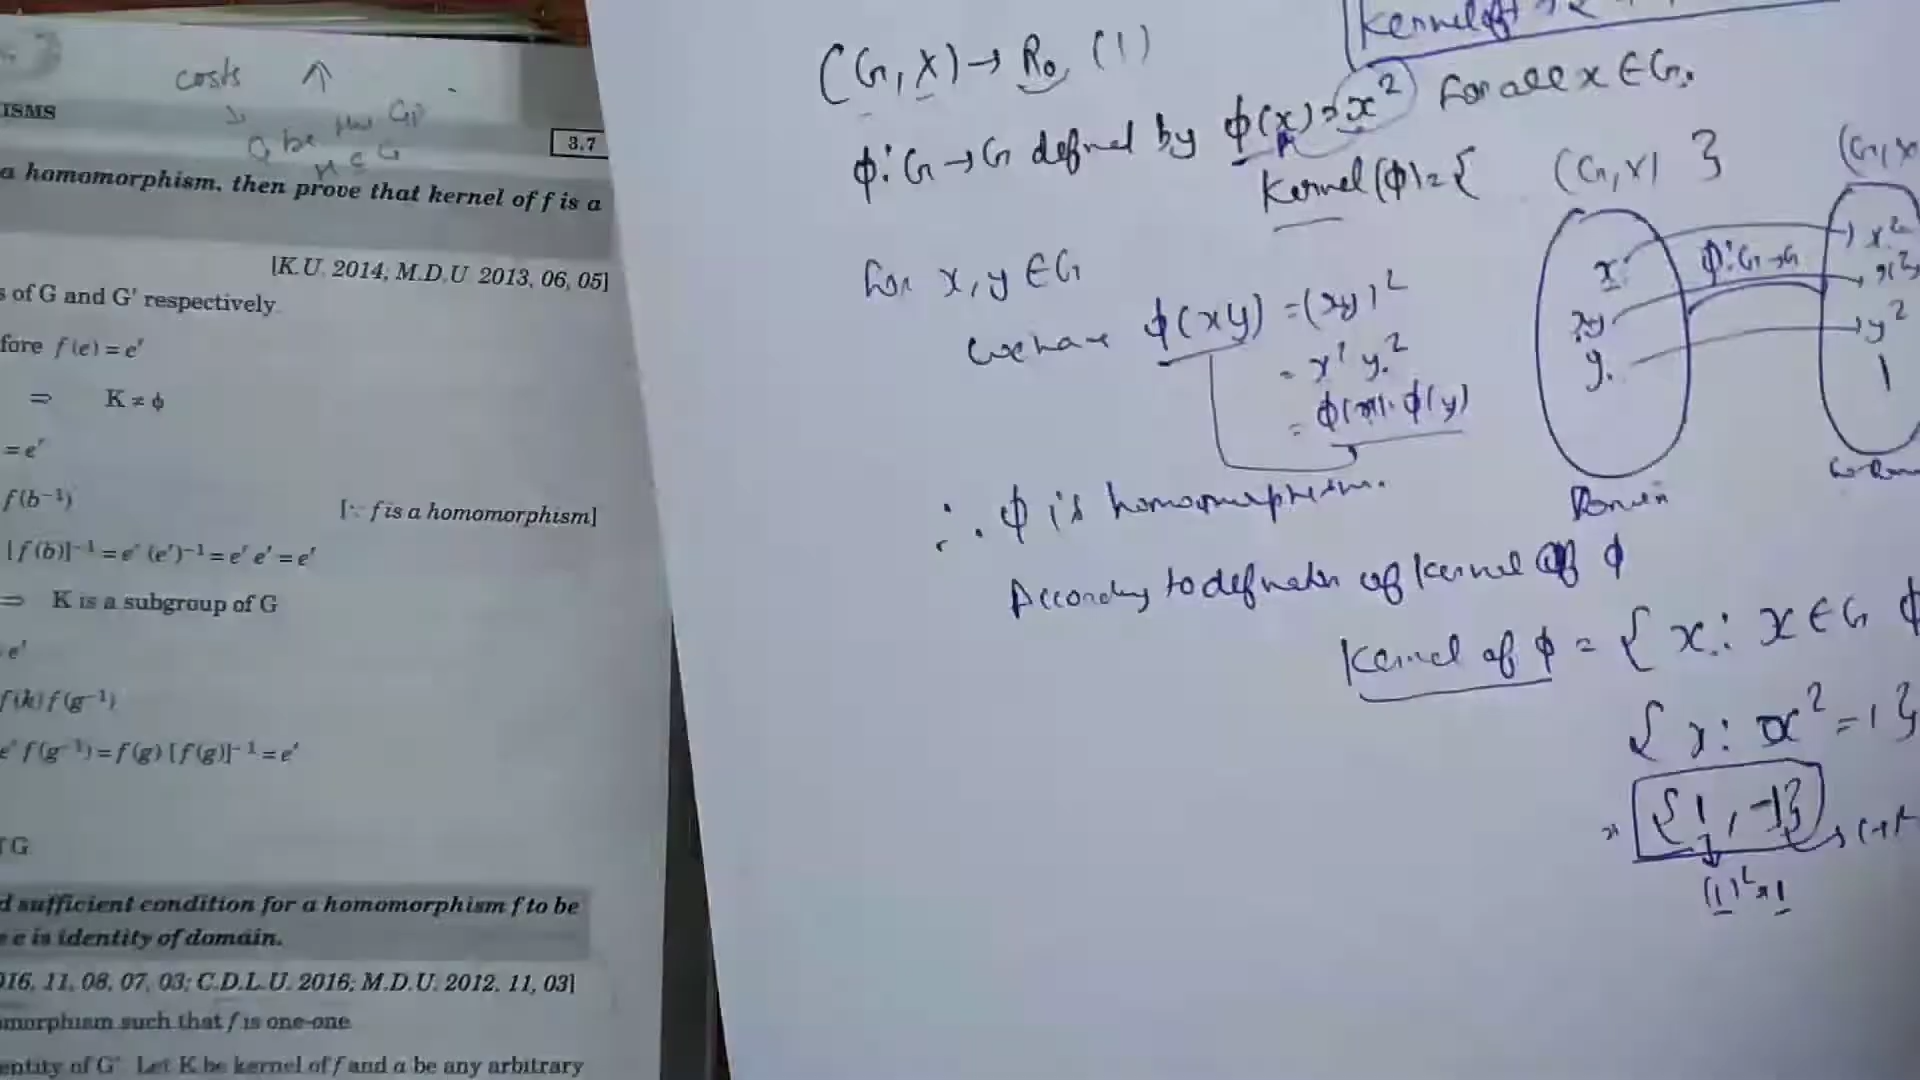 costs ↑
G be the GP
ISMS
3.7
a homomorphism, then prove that kernel of f is a
[K.U. 2014; M.D.U 2013, 06, 05]
s of G and G' respectively.
fore f(e) = e'
⇒ K ≠ ϕ
= e'
f(b⁻¹)
[∵ f is a homomorphism]
[f(b)]⁻¹ = e' (e')⁻¹ = e' e' = e'
⇒ K is a subgroup of G
e'
f(k) f(g⁻¹)
e' f(g⁻¹) = f(g) [f(g)]⁻¹ = e'
G
d sufficient condition for a homomorphism f to be
e e is identity of domain.
016, 11, 08, 07, 03; C.D.L.U. 2016; M.D.U. 2012, 11, 03]
omorphism such that f is one-one
entity of G' Let K be kernel of f and a be any arbitrary
Kernel of
(G, X) → R₀ (1)
ϕ: G → G defined by ϕ(x) = x² for all x ∈ G.
Kernel (ϕ) = { }
for x, y ∈ G
we have ϕ(xy) = (xy)²
= x² y²
= ϕ(x). ϕ(y)
∴ ϕ is homomorphism.
(G, X)
(G, X
x
xy
y
ϕ: G → G
x²
y²
1
Domain
According to definition of kernel of ϕ
Kernel of ϕ = { x: x ∈ G ϕ
{ x: x² = 1 }
= {1, -1}
(1)² = 1